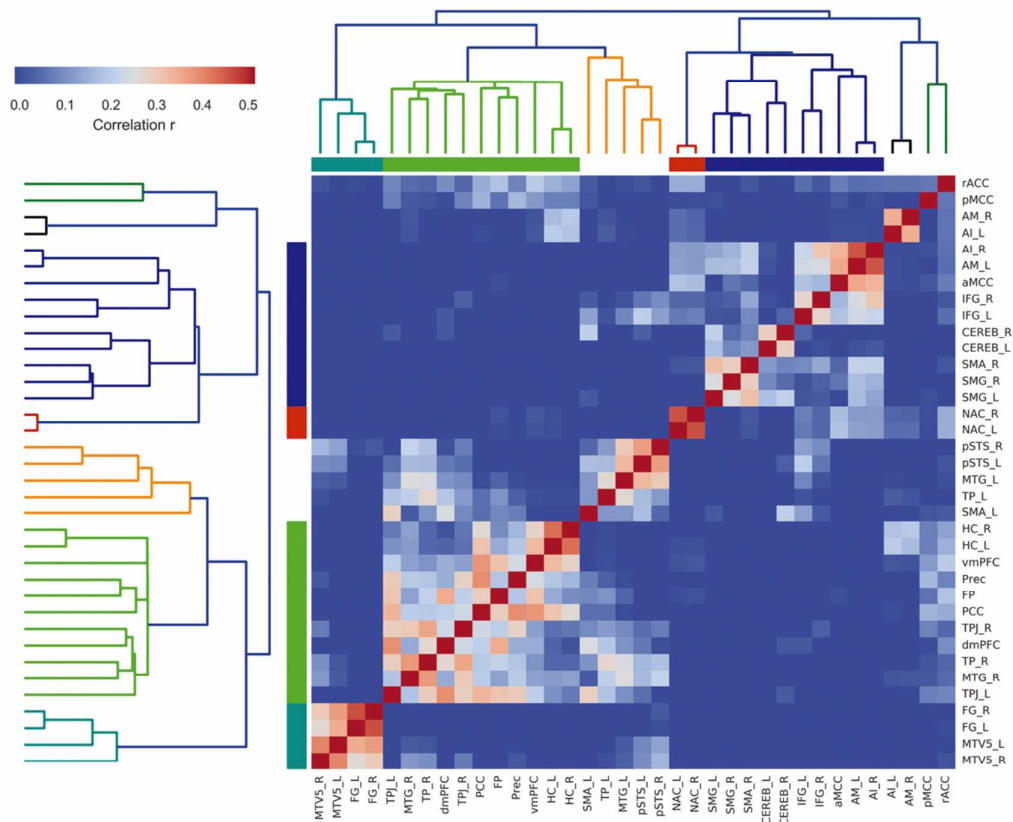 0.0 0.1 0.2 0.3 0.4 0.5
Correlation r
rACC
pMCC
AM_R
AI_L
AI_R
AM_L
aMCC
IFG_R
IFG_L
CEREB_R
CEREB_L
SMA_R
SMG_R
SMG_L
NAC_R
NAC_L
pSTS_R
pSTS_L
MTG_L
TP_L
SMA_L
HC_R
HC_L
vmPFC
Prec
FP
PCC
TPJ_R
dmPFC
TP_R
MTG_R
TPJ_L
FG_R
FG_L
MTV5_L
MTV5_R
MTV5_R
MTV5_L
FG_L
FG_R
TPJ_L
MTG_R
TP_R
dmPFC
TPJ_R
PCC
FP
Prec
vmPFC
HC_L
HC_R
SMA_L
TP_L
MTG_L
pSTS_L
pSTS_R
NAC_L
NAC_R
SMG_L
SMG_R
SMA_R
CEREB_L
CEREB_R
IFG_L
IFG_R
aMCC
AM_L
AI_R
AI_L
AM_R
pMCC
rACC